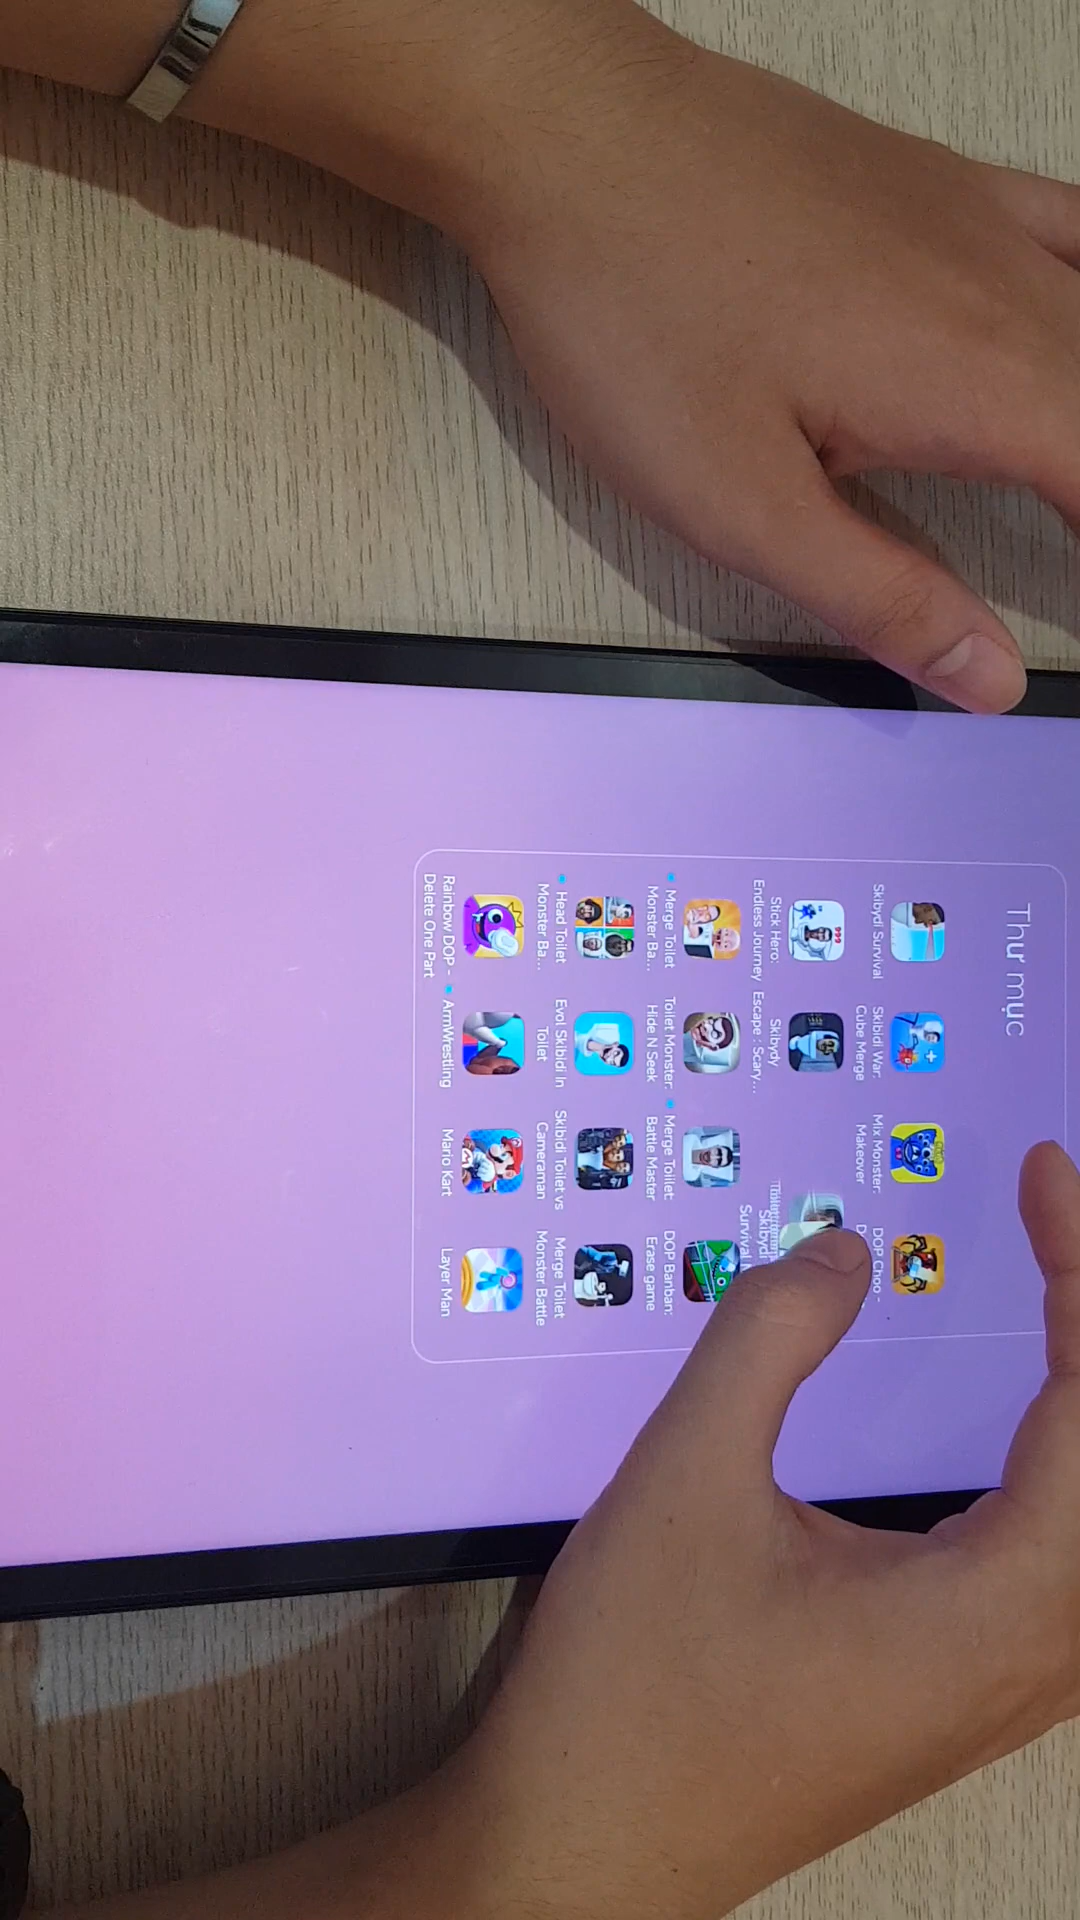 Thư mục
Skibydi Survival
Skibidi War:
Cube Merge
Mix Monster:
Makeover
DOP Choo -
Stick Hero:
Endless Journey
Skibydy
Escape : Scary...
Skibydi
Survival
Merge Toilet
Monster Ba...
Toilet Monster:
Hide N Seek
Merge Toilet:
Battle Master
DOP Banban:
Erase game
Head Toilet
Monster Ba...
Evol Skibidi In
Toilet
Skibidi Toilet vs
Cameraman
Merge Toilet
Monster Battle
Rainbow DOP -
Delete One Part
ArmWrestling
Mario Kart
Layer Man